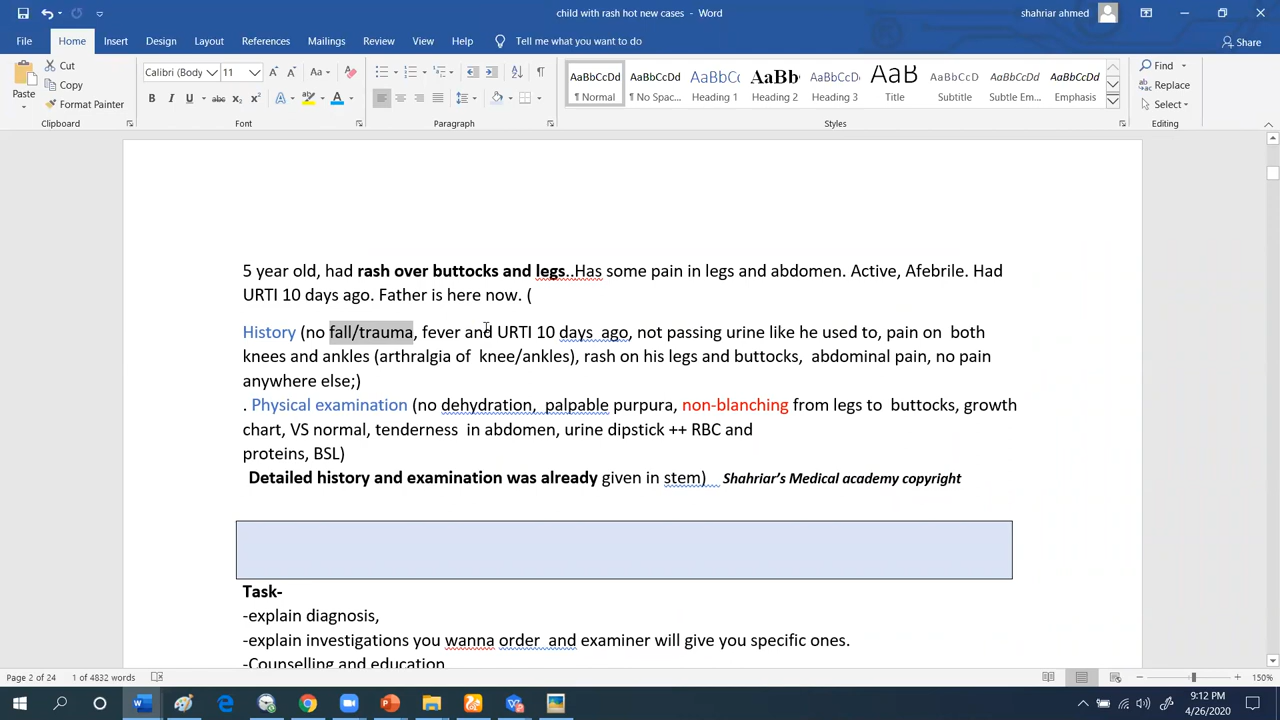 child with rash hot new cases - Word
shahriar ahmed
File Home Insert Design Layout References Mailings Review View Help Tell me what you want to do Share
Paste
Cut
Copy
Format Painter
Calibri (Body 11
Aa
B I U abc x₂ x²
AaBbCcDd AaBbCcDd AaBbCc AaBb( AaBbCcDc AaB AaBbCcDd AaBbCcDd AaBbCcDd
¶ Normal ¶ No Spac... Heading 1 Heading 2 Heading 3 Title Subtitle Subtle Em... Emphasis
Find
Replace
Select
Clipboard Font Paragraph Styles Editing
5 year old, had rash over buttocks and legs..Has some pain in legs and abdomen. Active, Afebrile. Had
URTI 10 days ago. Father is here now. (
History (no fall/trauma, fever and URTI 10 days  ago, not passing urine like he used to, pain on  both
knees and ankles (arthralgia of  knee/ankles), rash on his legs and buttocks,  abdominal pain, no pain
anywhere else;)
. Physical examination (no dehydration,  palpable purpura, non-blanching from legs to  buttocks, growth
chart, VS normal, tenderness  in abdomen, urine dipstick ++ RBC and
proteins, BSL)
Detailed history and examination was already given in stem) Shahriar's Medical academy copyright
Task-
-explain diagnosis,
-explain investigations you wanna order  and examiner will give you specific ones.
-Counselling and education
Page 2 of 24 1 of 4832 words 150%
9:12 PM
4/26/2020